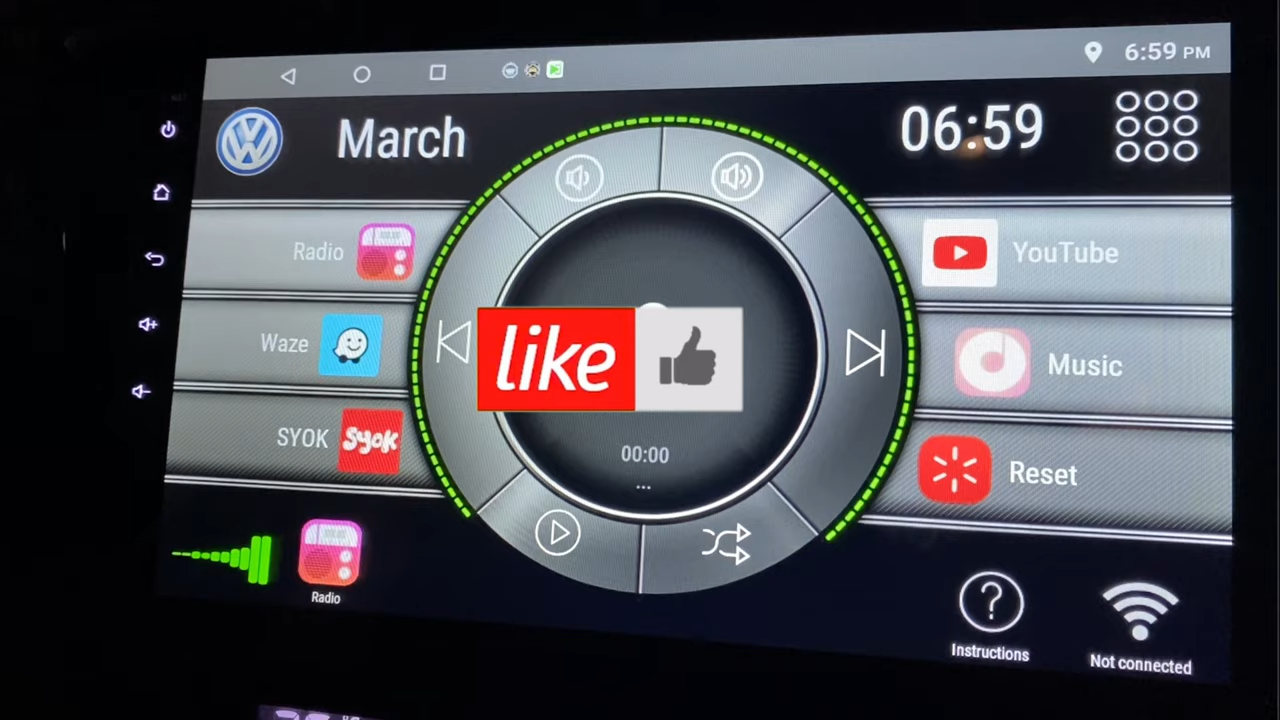 6:59 PM
March
06:59
Radio
YouTube
Waze
like
Music
SYOK
syok
00:00
...
Reset
Radio
Instructions
Not connected